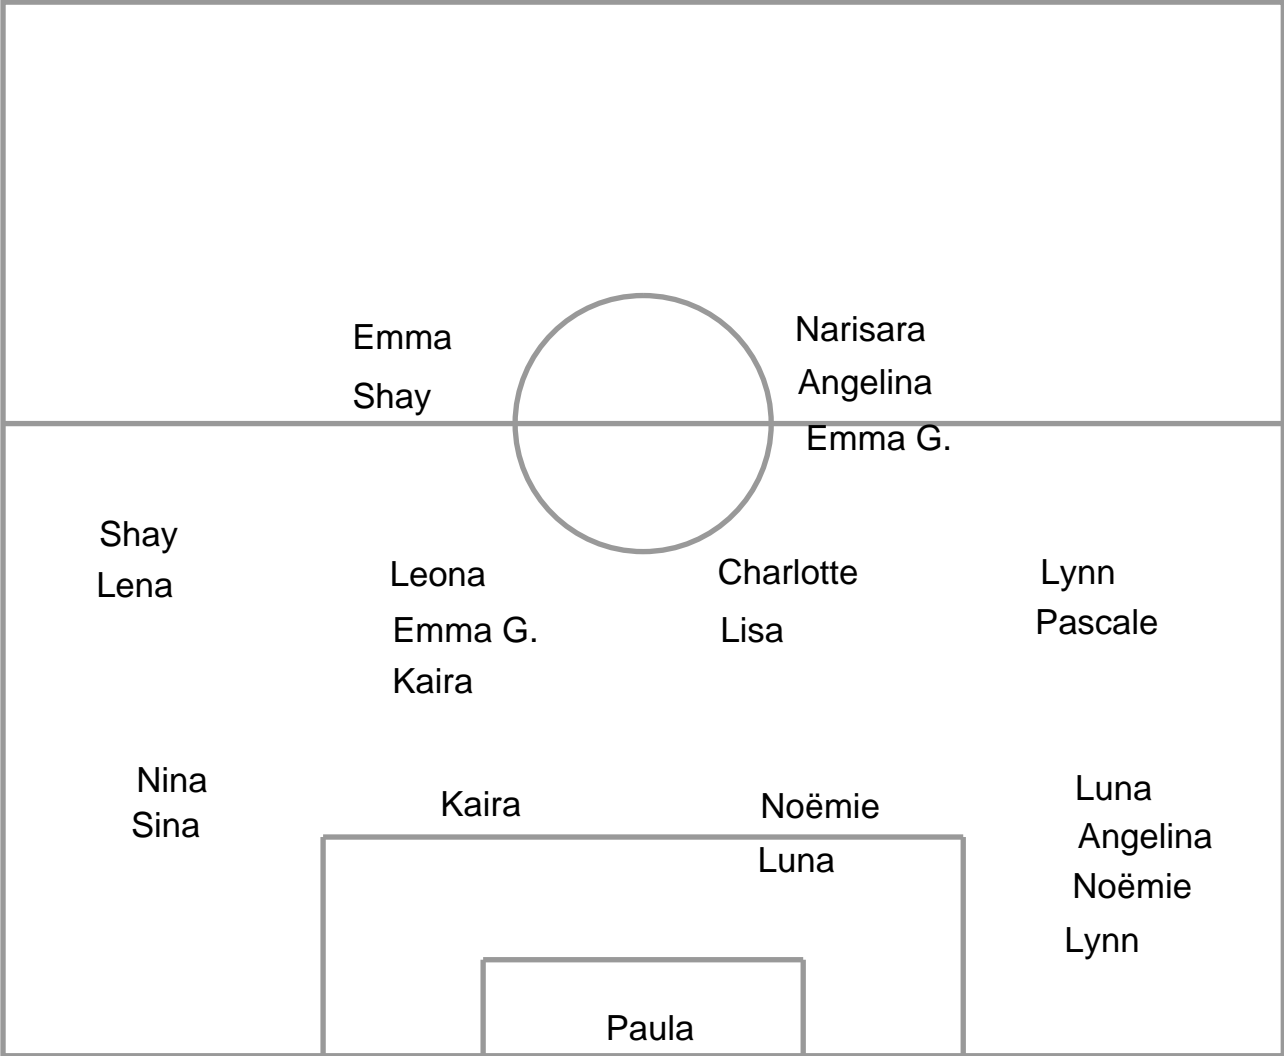 Emma
Shay
Narisara
Angelina
Emma G.
Shay
Lena
Leona
Emma G.
Kaira
Charlotte
Lisa
Lynn
Pascale
Nina
Sina
Kaira
Noëmie
Luna
Luna
Angelina
Noëmie
Lynn
Paula